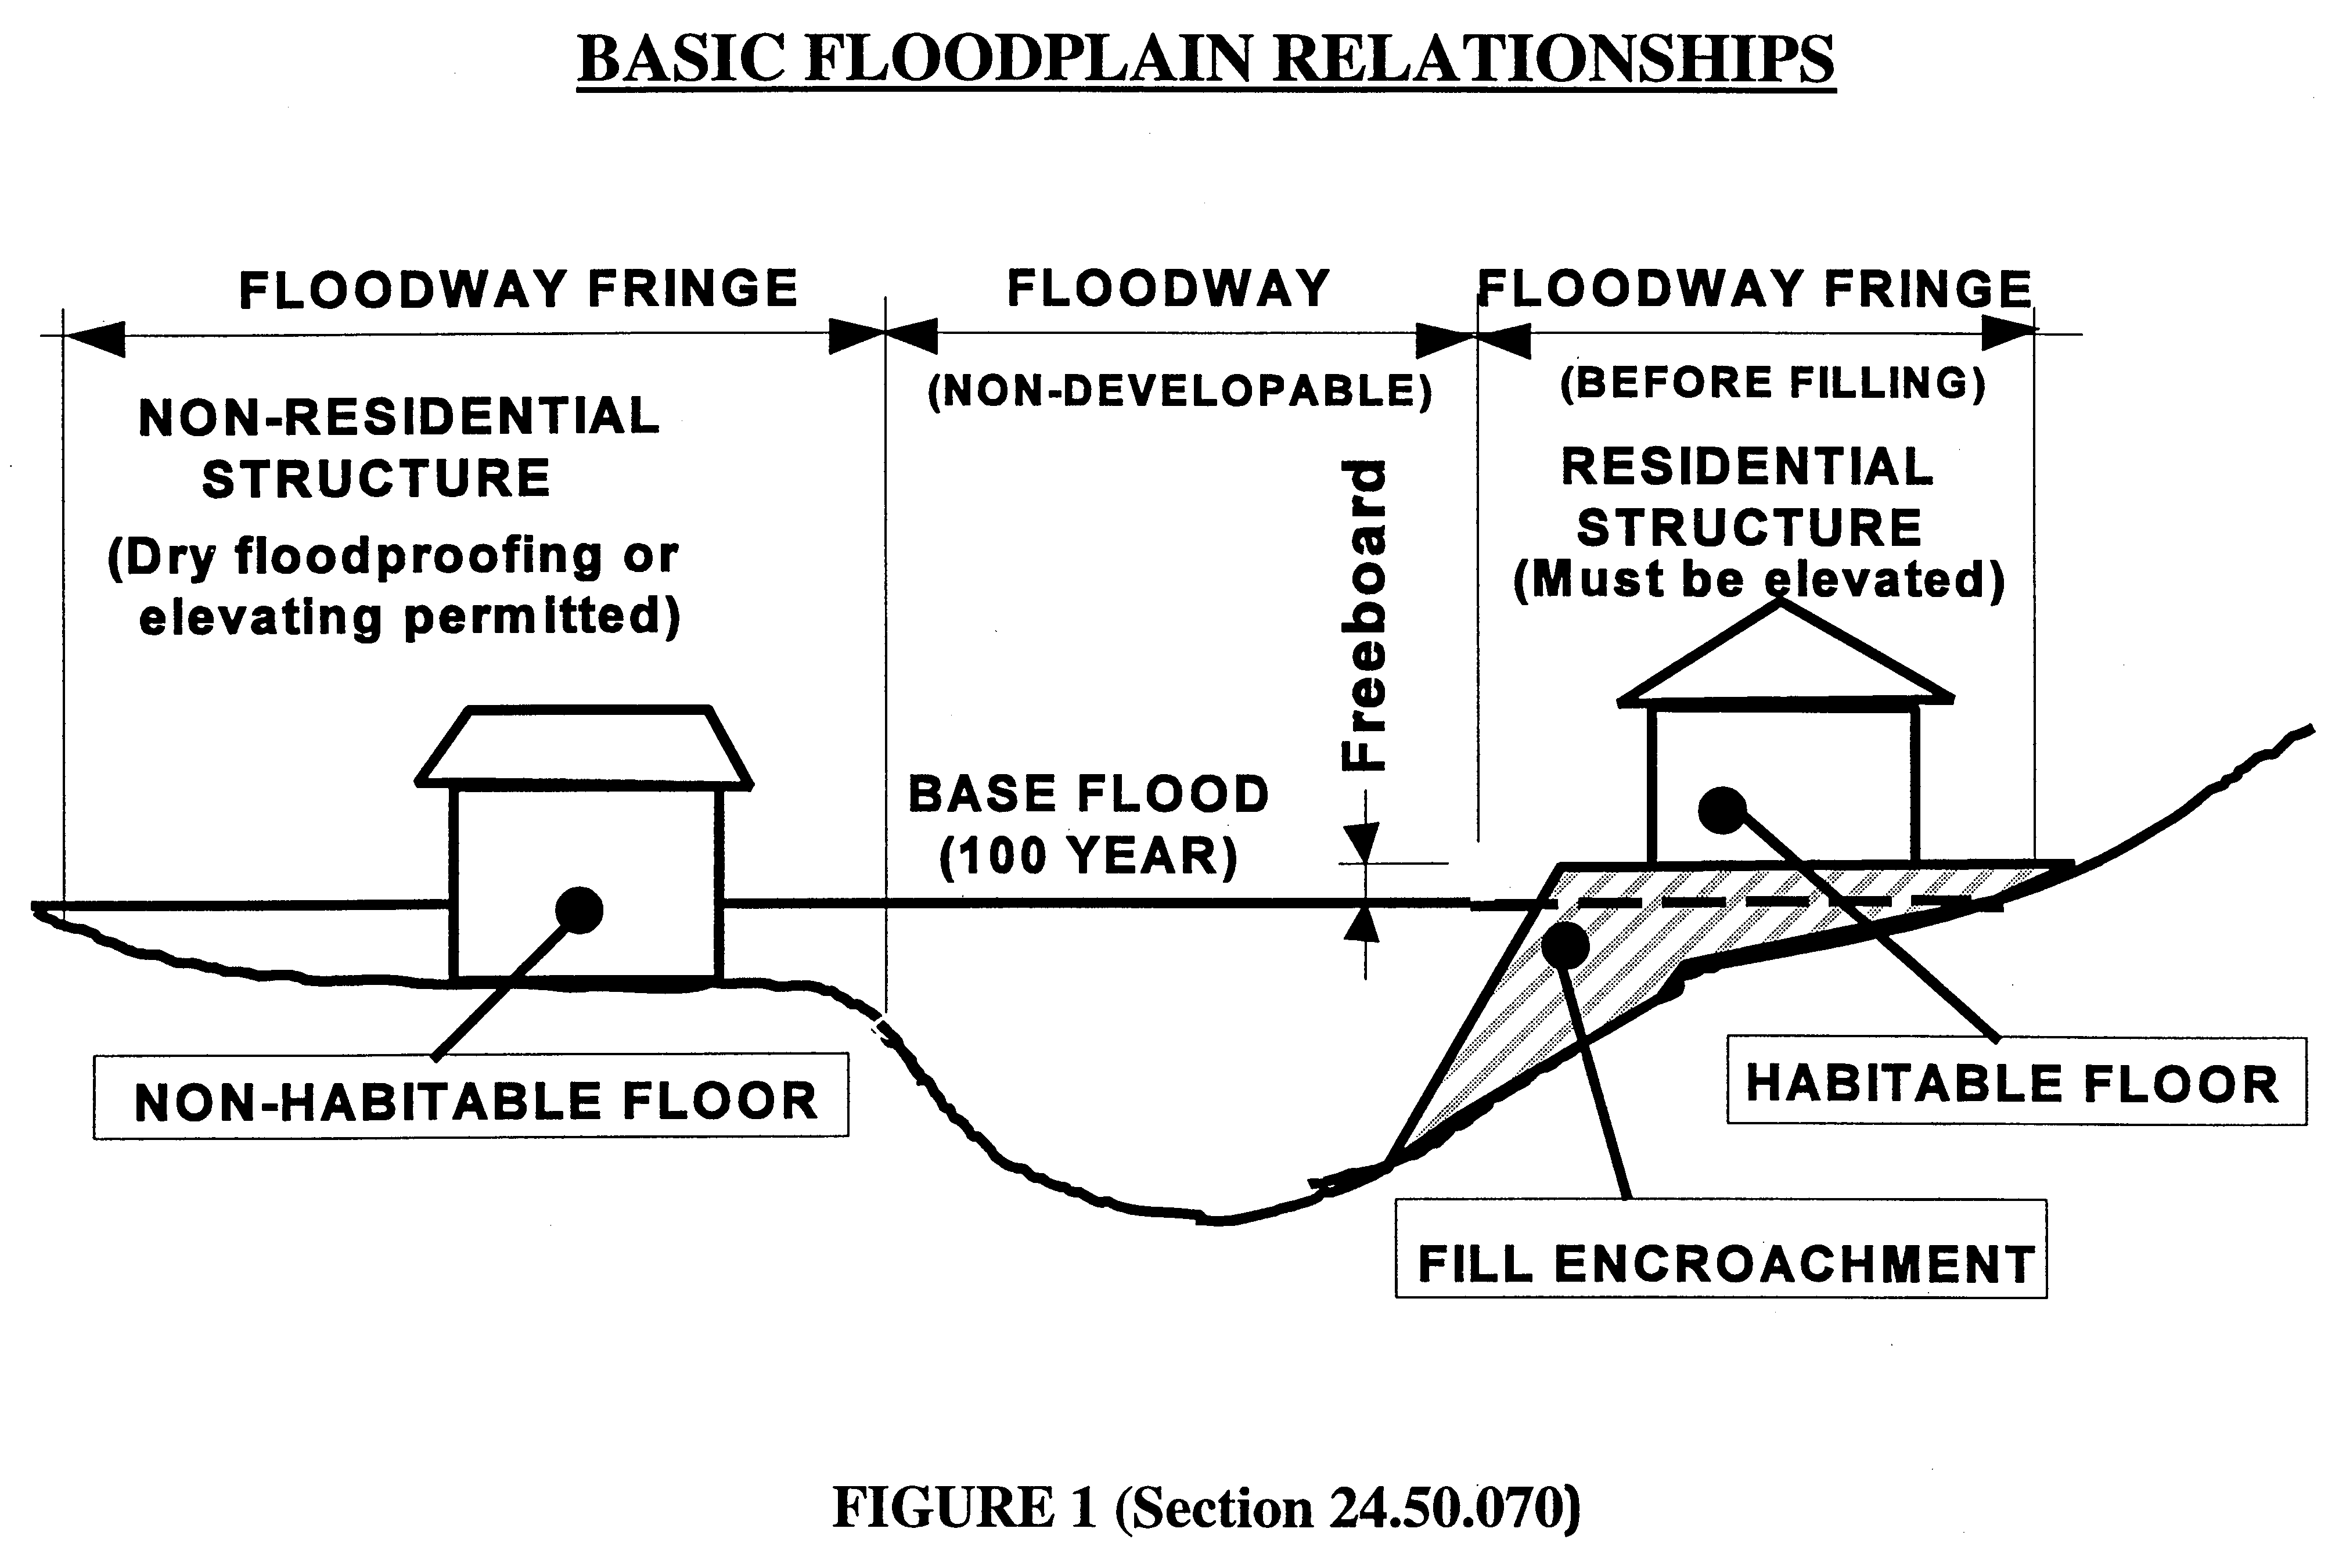 BASIC FLOODPLAIN RELATIONSHIPS
FLOODWAY FRINGE
FLOODWAY
FLOODWAY FRINGE
(NON-DEVELOPABLE)
(BEFORE FILLING)
NON-RESIDENTIAL
STRUCTURE
(Dry floodproofing or
elevating permitted)
Freeboard
RESIDENTIAL
STRUCTURE
(Must be elevated)
BASE FLOOD
(100 YEAR)
NON-HABITABLE FLOOR
HABITABLE FLOOR
FILL ENCROACHMENT
FIGURE 1 (Section 24.50.070)